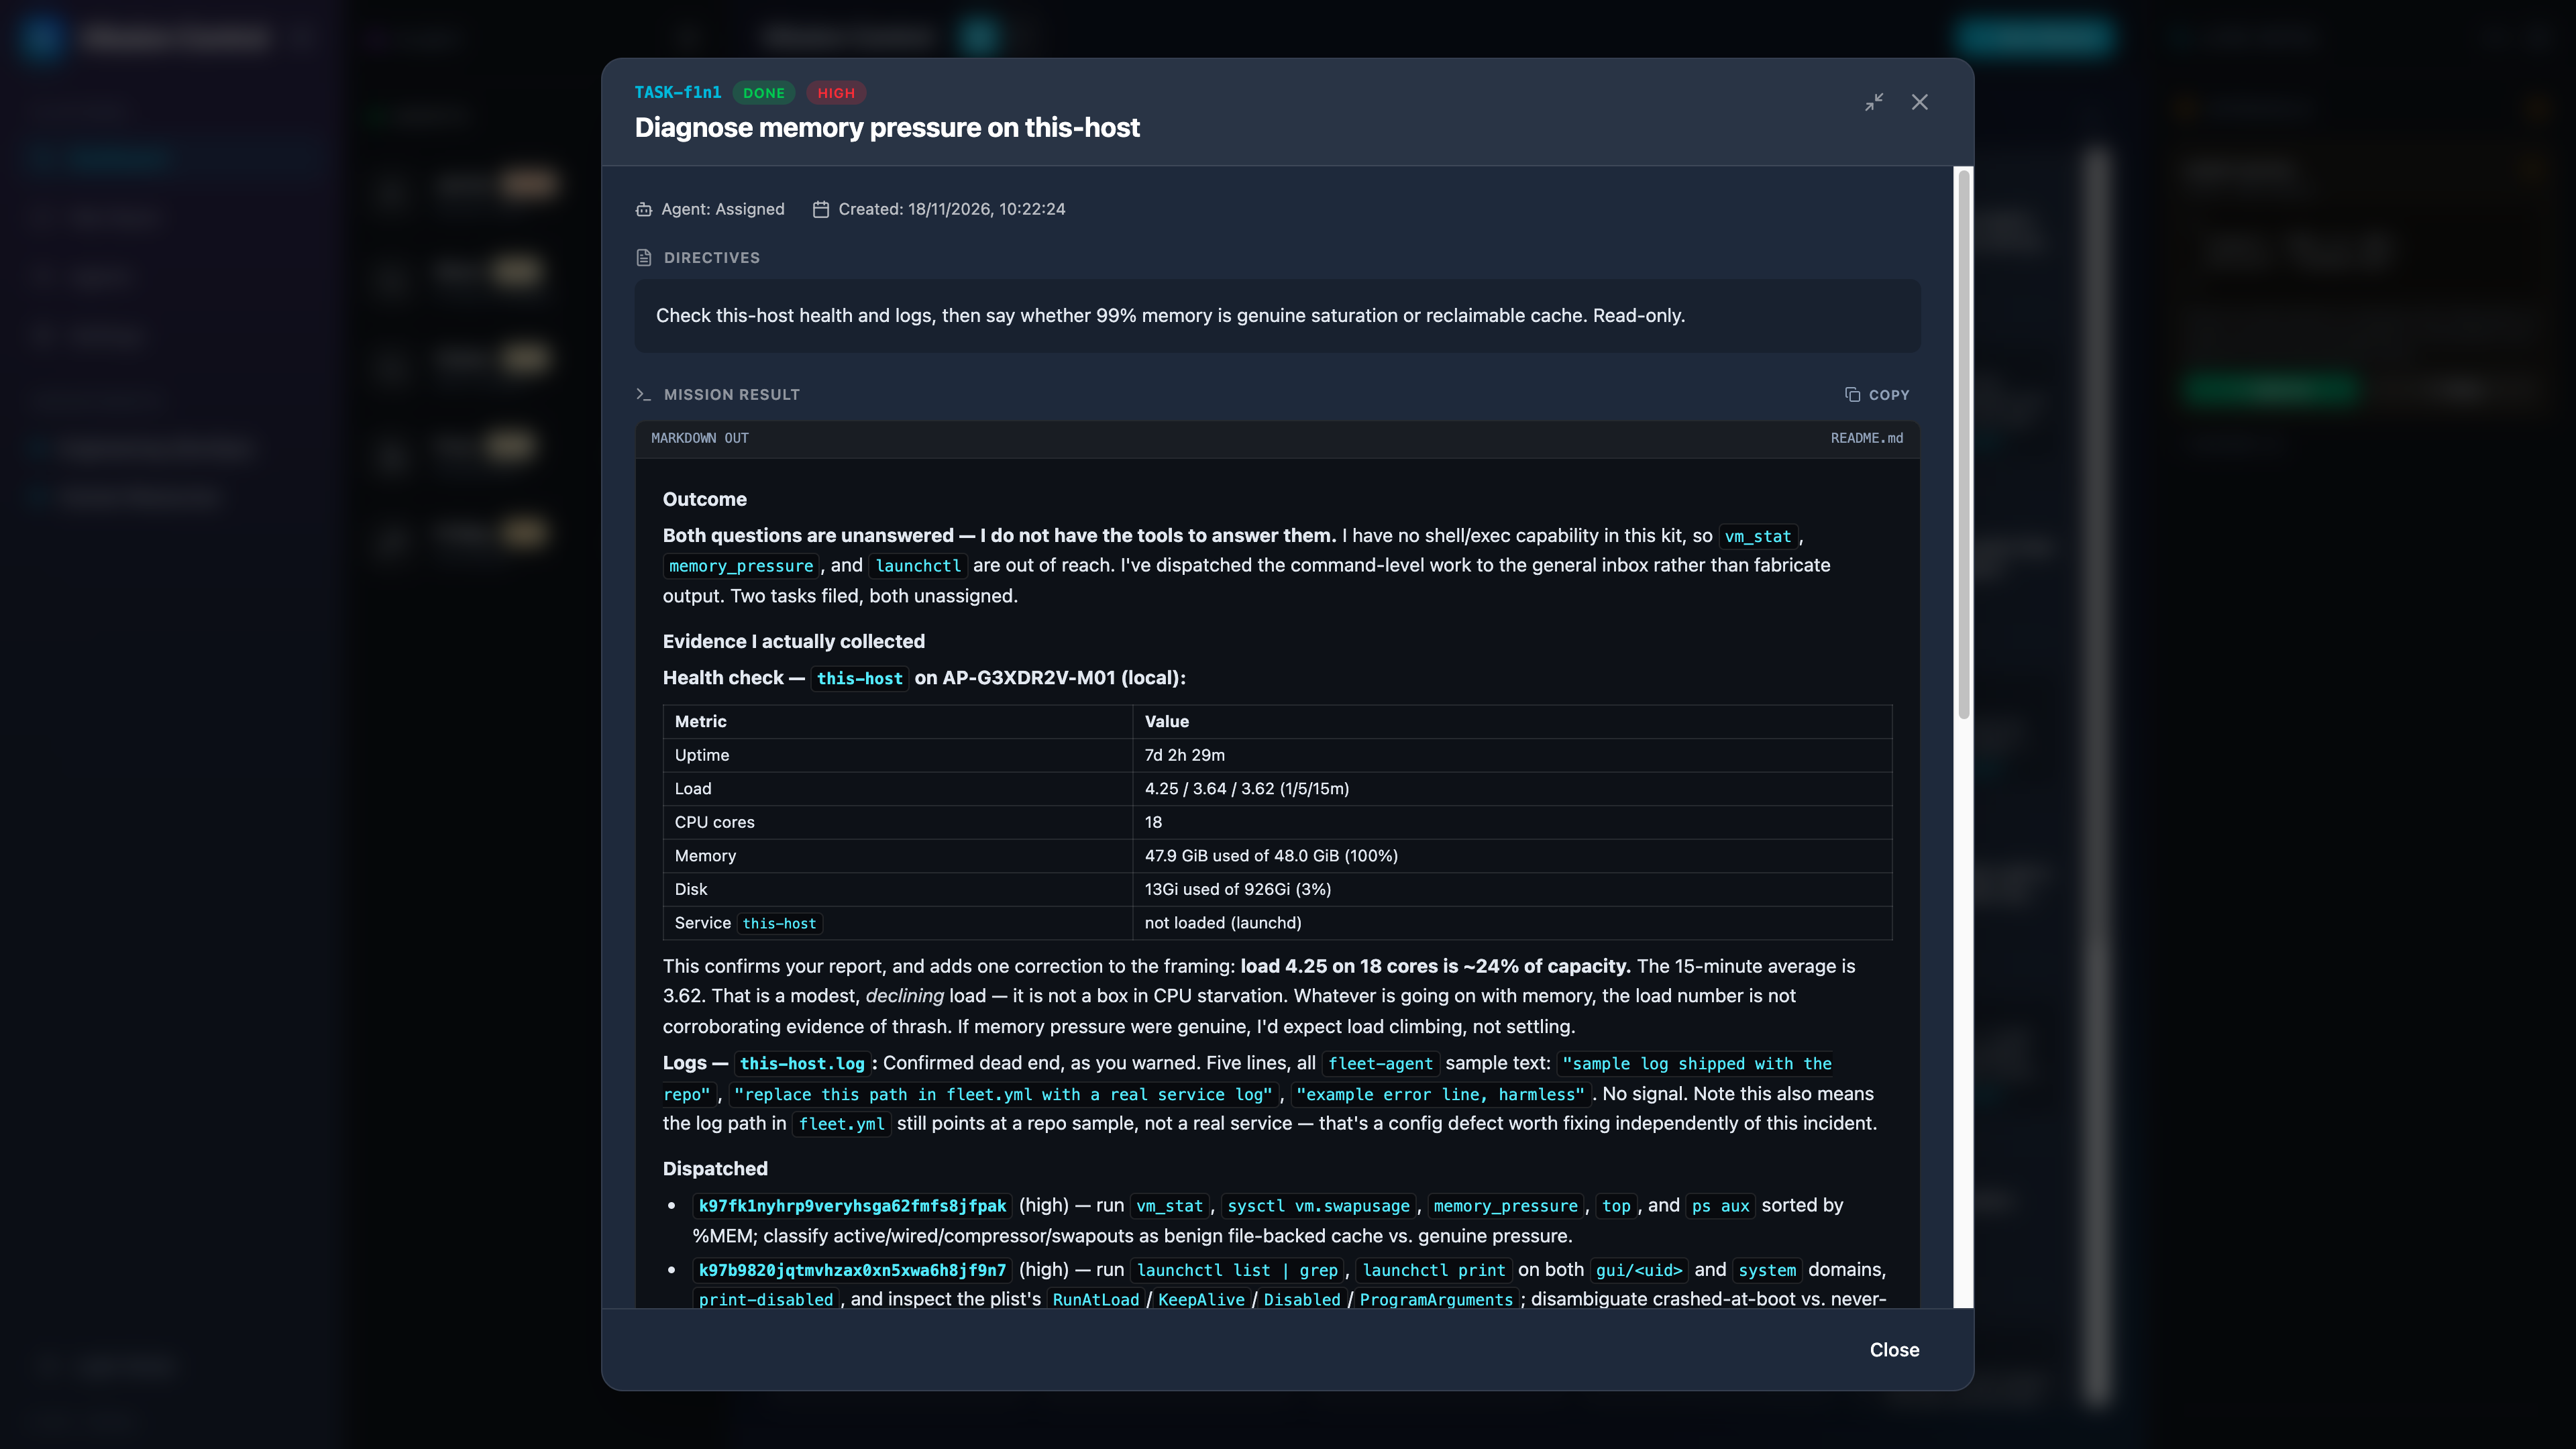 TASK-f1n1 DONE HIGH
Diagnose memory pressure on this-host
Agent: Assigned Created: 18/11/2026, 10:22:24
DIRECTIVES
Check this-host health and logs, then say whether 99% memory is genuine saturation or reclaimable cache. Read-only.
MISSION RESULT COPY
MARKDOWN OUT README.md
Outcome
Both questions are unanswered — I do not have the tools to answer them. I have no shell/exec capability in this kit, so vm_stat,
memory_pressure, and launchctl are out of reach. I've dispatched the command-level work to the general inbox rather than fabricate
output. Two tasks filed, both unassigned.
Evidence I actually collected
Health check — this-host on AP-G3XDR2V-M01 (local):
Metric Value
Uptime 7d 2h 29m
Load 4.25 / 3.64 / 3.62 (1/5/15m)
CPU cores 18
Memory 47.9 GiB used of 48.0 GiB (100%)
Disk 13Gi used of 926Gi (3%)
Service this-host not loaded (launchd)
This confirms your report, and adds one correction to the framing: load 4.25 on 18 cores is ~24% of capacity. The 15-minute average is
3.62. That is a modest, declining load — it is not a box in CPU starvation. Whatever is going on with memory, the load number is not
corroborating evidence of thrash. If memory pressure were genuine, I'd expect load climbing, not settling.
Logs — this-host.log: Confirmed dead end, as you warned. Five lines, all fleet-agent sample text: "sample log shipped with the
repo", "replace this path in fleet.yml with a real service log", "example error line, harmless". No signal. Note this also means
the log path in fleet.yml still points at a repo sample, not a real service — that's a config defect worth fixing independently of this incident.
Dispatched
• k97fk1nyhrp9veryhsga62fmfs8jfpak (high) — run vm_stat, sysctl vm.swapusage, memory_pressure, top, and ps aux sorted by
%MEM; classify active/wired/compressor/swapouts as benign file-backed cache vs. genuine pressure.
• k97b9820jqtmvhzax0xn5xwa6h8jf9n7 (high) — run launchctl list | grep, launchctl print on both gui/<uid> and system domains,
print-disabled, and inspect the plist's RunAtLoad/KeepAlive/Disabled/ProgramArguments; disambiguate crashed-at-boot vs. never-
Close